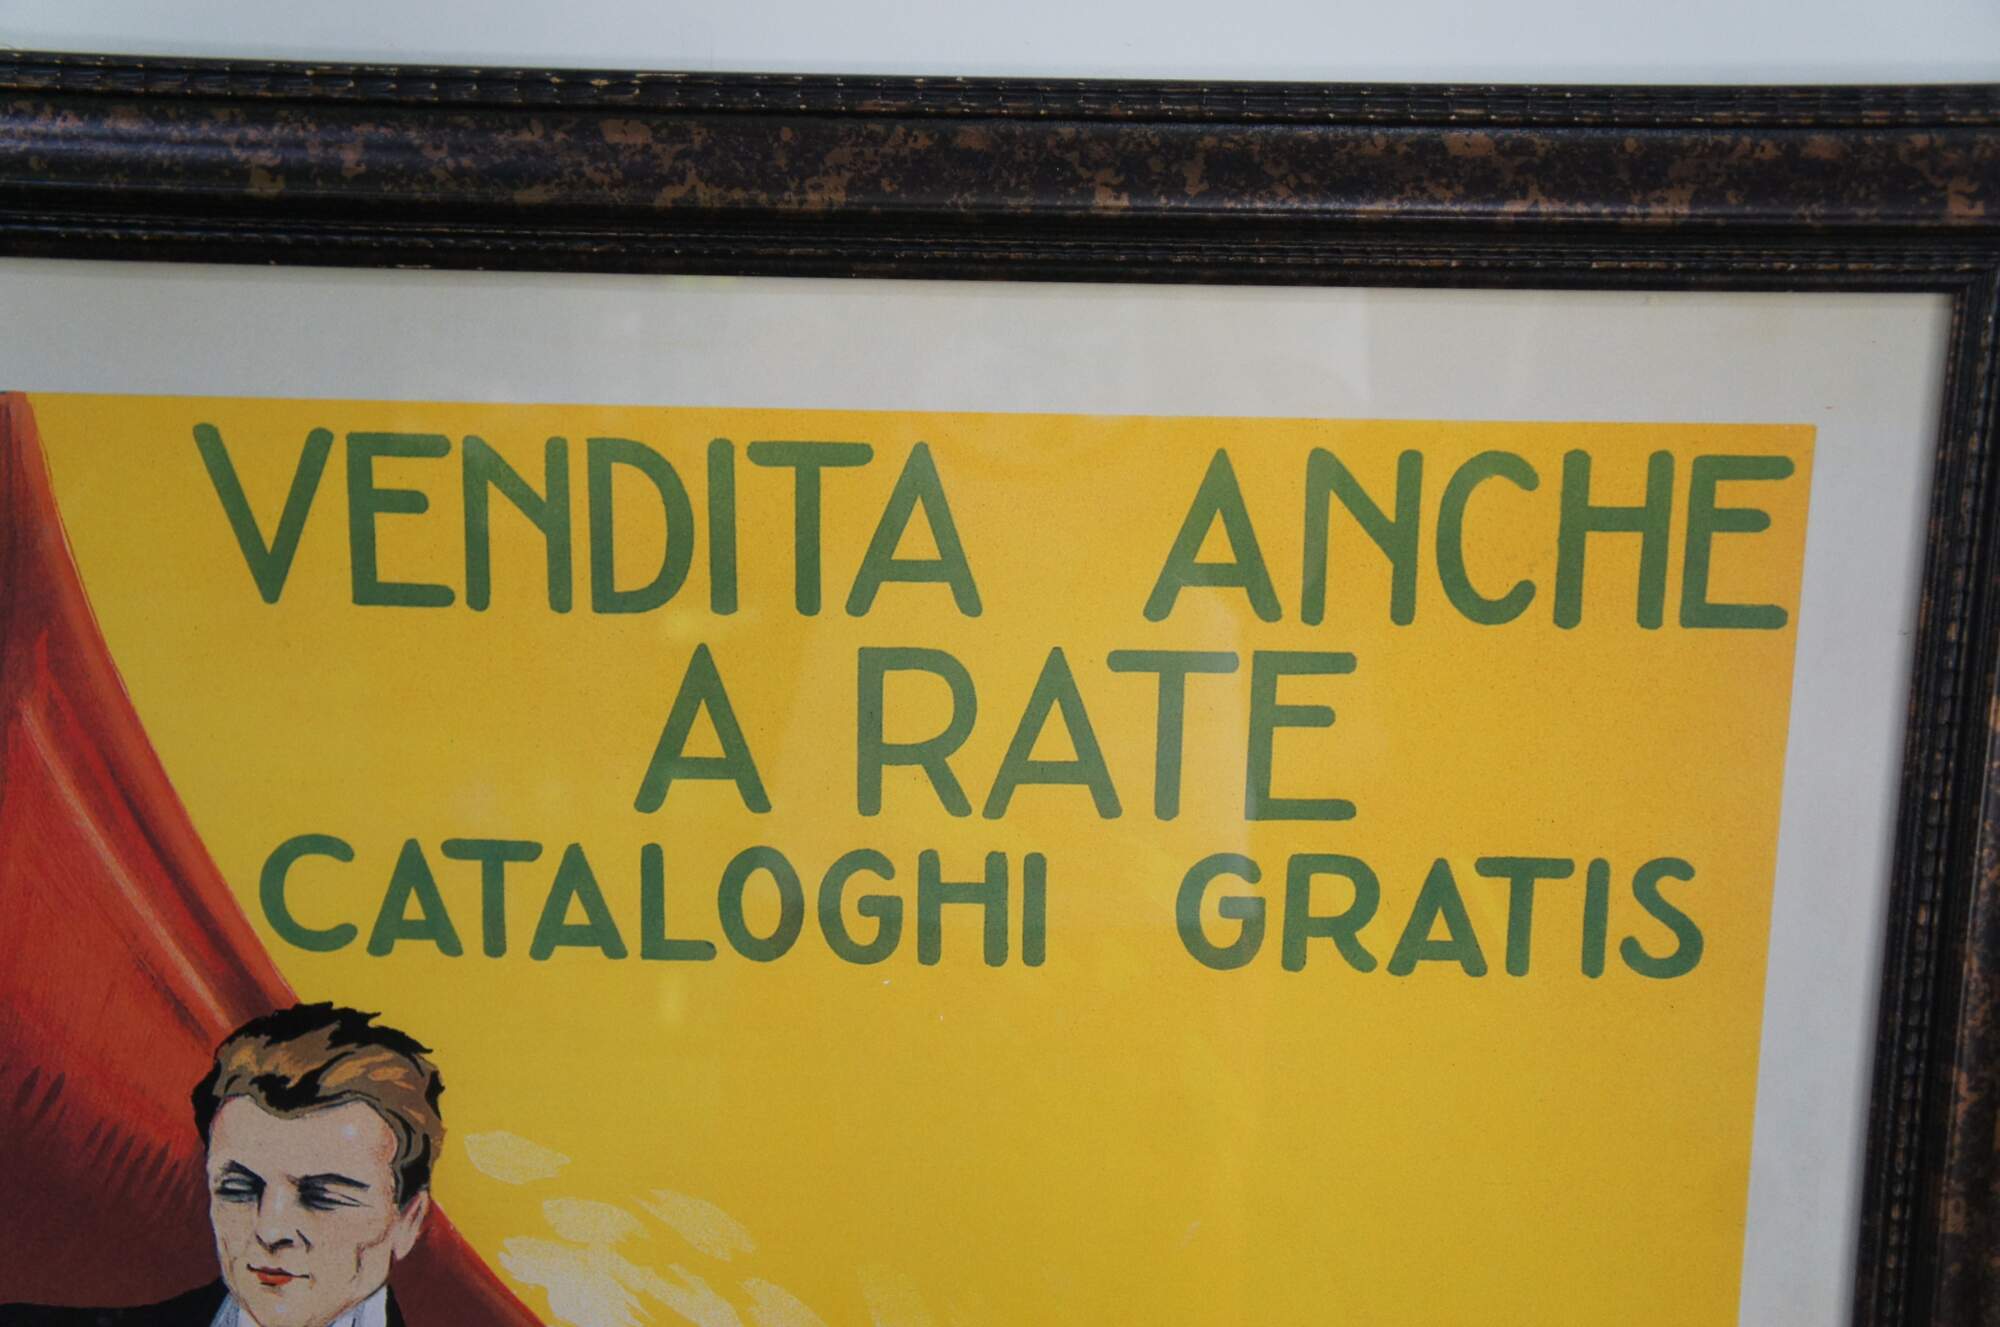 VENDITA ANCHE
A RATE
CATALOGHI GRATIS